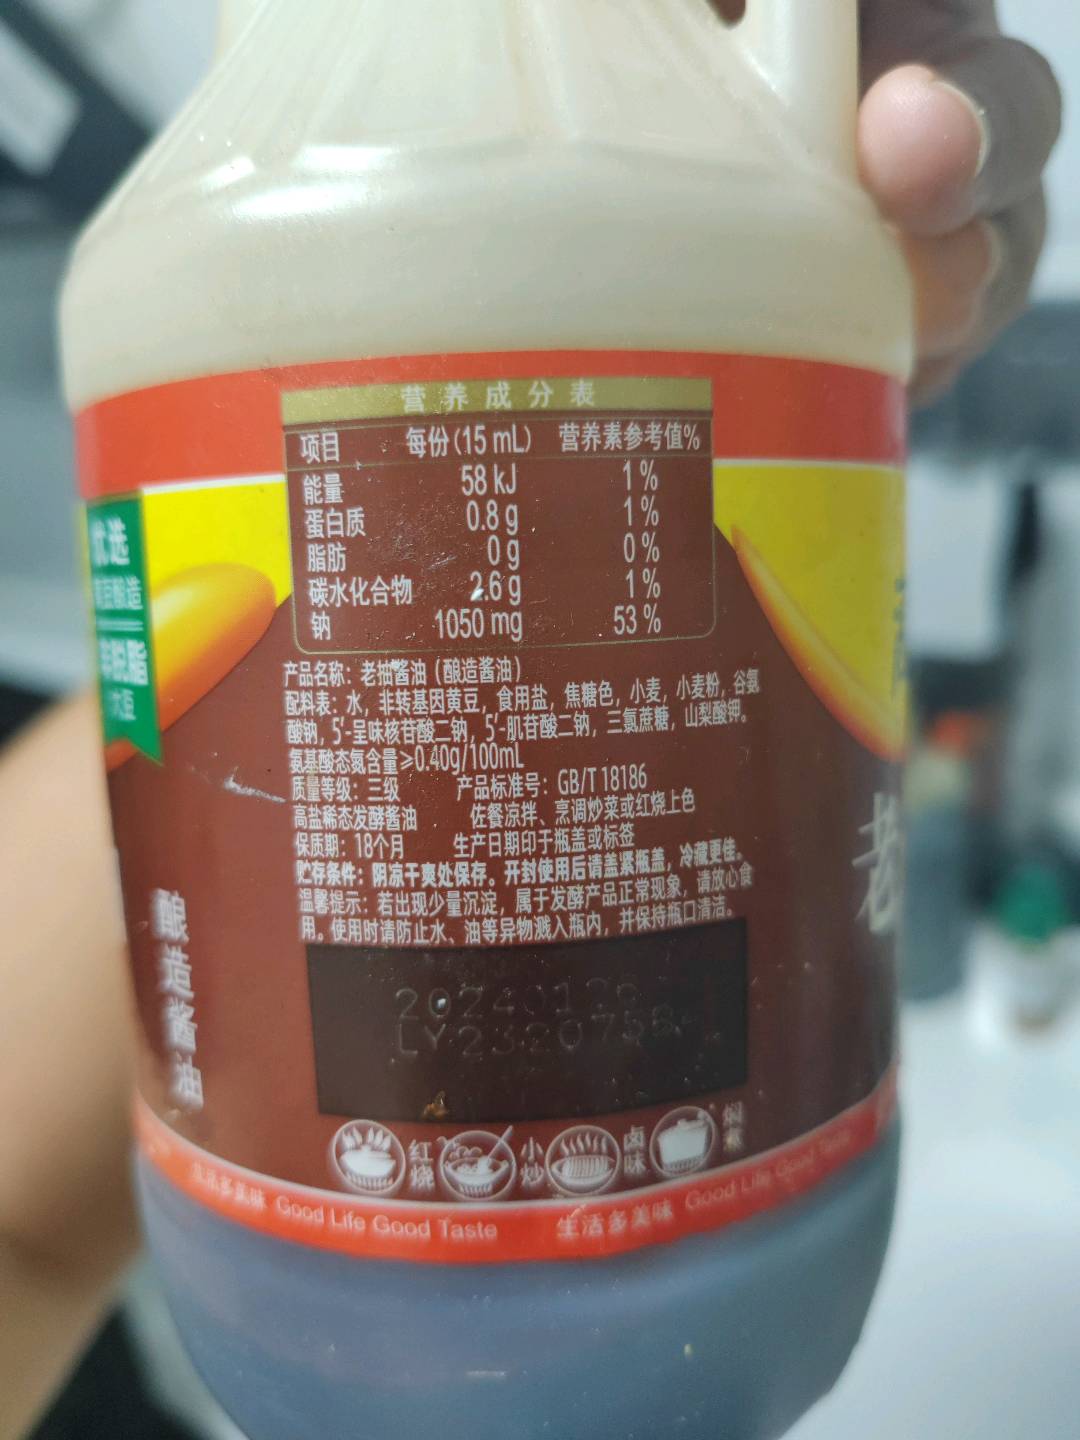 营养成分表
项目 每份(15 mL) 营养素参考值%
能量 58 kJ 1%
蛋白质 0.8 g 1%
脂肪 0 g 0%
碳水化合物 2.6 g 1%
钠 1050 mg 53%
产品名称：老抽酱油（酿造酱油）
配料表：水，非转基因黄豆，食用盐，焦糖色，小麦，小麦粉，谷氨
酸钠，5'-呈味核苷酸二钠，5'-肌苷酸二钠，三氯蔗糖，山梨酸钾。
氨基酸态氮含量≥0.40g/100mL
质量等级：三级 产品标准号：GB/T 18186
高盐稀态发酵酱油 佐餐凉拌、烹调炒菜或红烧上色
保质期：18个月 生产日期印于瓶盖或标签
贮存条件：阴凉干爽处保存。开封使用后请盖紧瓶盖，冷藏更佳。
温馨提示：若出现少量沉淀，属于发酵产品正常现象，请放心食
用。使用时请防止水、油等异物溅入瓶内，并保持瓶口清洁。
红烧
小炒
卤味
生活多美味 Good Life Good Taste 生活多美味 Good Life Good Taste
优选
酿造
非脱脂
大豆
酿造酱油
老